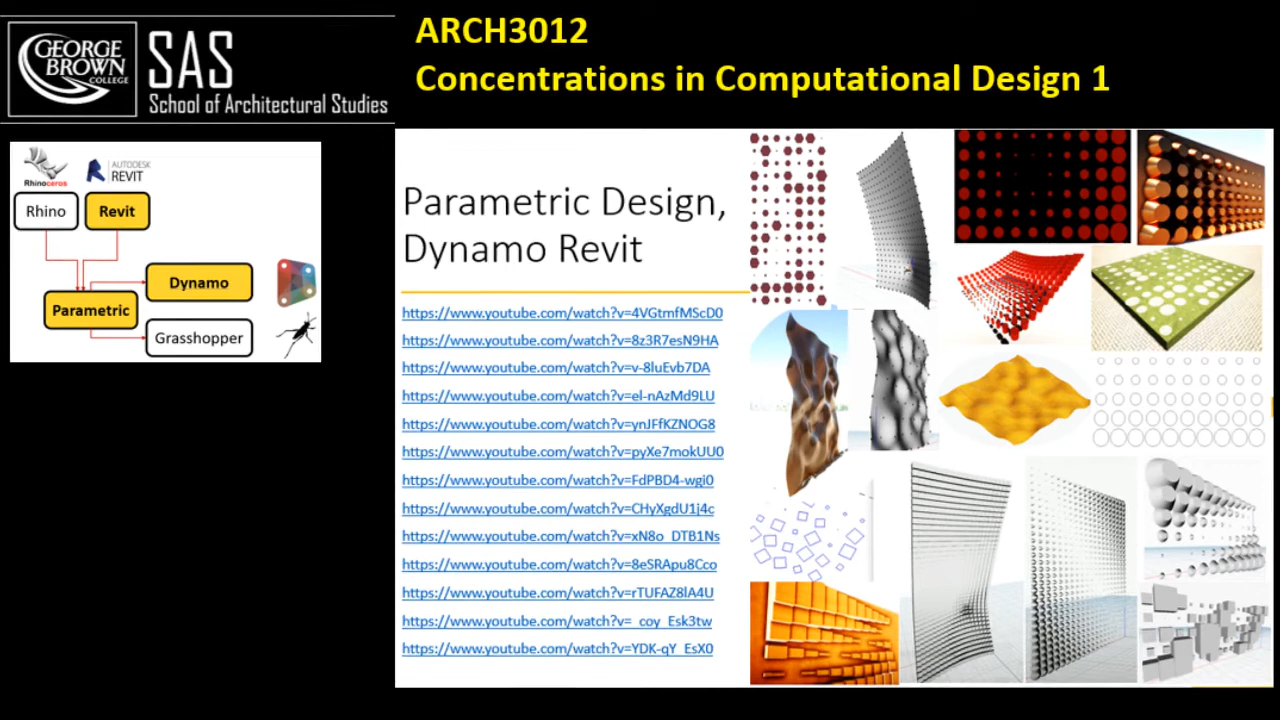 GEORGE
BROWN
COLLEGE
SAS
School of Architectural Studies
ARCH3012
Concentrations in Computational Design 1
Rhinoceros
AUTODESK
REVIT
Rhino
Revit
Dynamo
Parametric
Grasshopper
Parametric Design,
Dynamo Revit
https://www.youtube.com/watch?v=4VGtmfMScD0
https://www.youtube.com/watch?v=8z3R7esN9HA
https://www.youtube.com/watch?v=v-8luEvb7DA
https://www.youtube.com/watch?v=el-nAzMd9LU
https://www.youtube.com/watch?v=ynJFfKZNOG8
https://www.youtube.com/watch?v=pyXe7mokUU0
https://www.youtube.com/watch?v=FdPBD4-wgi0
https://www.youtube.com/watch?v=CHyXgdU1j4c
https://www.youtube.com/watch?v=xN8o_DTB1Ns
https://www.youtube.com/watch?v=8eSRApu8Cco
https://www.youtube.com/watch?v=rTUFAZ8lA4U
https://www.youtube.com/watch?v=_coy_Esk3tw
https://www.youtube.com/watch?v=YDK-qY_EsX0